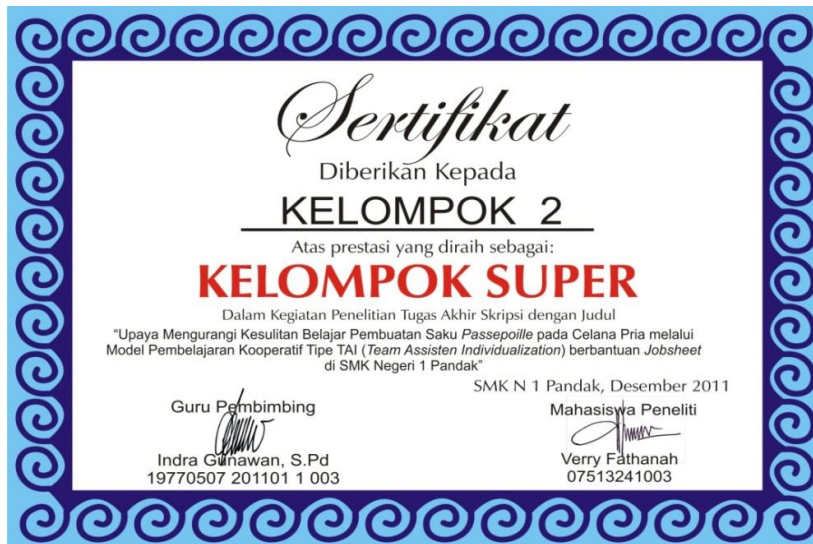 Sertifikat
Diberikan Kepada
KELOMPOK 2
Atas prestasi yang diraih sebagai:
KELOMPOK SUPER
Dalam Kegiatan Penelitian Tugas Akhir Skripsi dengan Judul
“Upaya Mengurangi Kesulitan Belajar Pembuatan Saku Passepoille pada Celana Pria melalui
Model Pembelajaran Kooperatif Tipe TAI (Team Assisten Individualization) berbantuan Jobsheet
di SMK Negeri 1 Pandak”
SMK N 1 Pandak, Desember 2011
Guru Pembimbing
Indra Gunawan, S.Pd
19770507 201101 1 003
Mahasiswa Peneliti
Verry Fathanah
07513241003